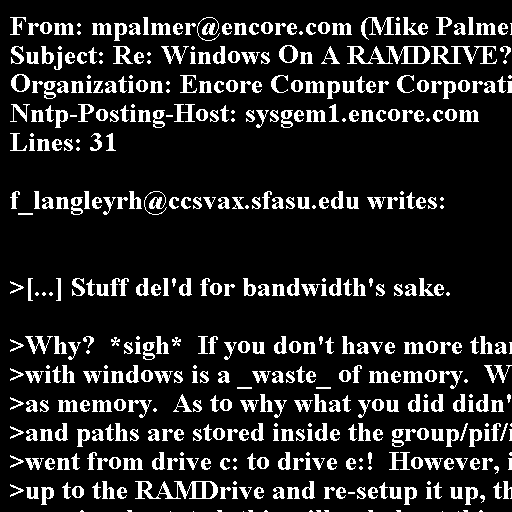 From: mpalmer@encore.com (Mike Palmer
Subject: Re: Windows On A RAMDRIVE?
Organization: Encore Computer Corporati
Nntp-Posting-Host: sysgem1.encore.com
Lines: 31
f_langleyrh@ccsvax.sfasu.edu writes:
>[...] Stuff del'd for bandwidth's sake.
>Why?  *sigh*  If you don't have more than
>with windows is a _waste_ of memory.  W
>as memory.  As to why what you did didn'
>and paths are stored inside the group/pif/i
>went from drive c: to drive e:!  However, i
>up to the RAMDrive and re-setup it up, th